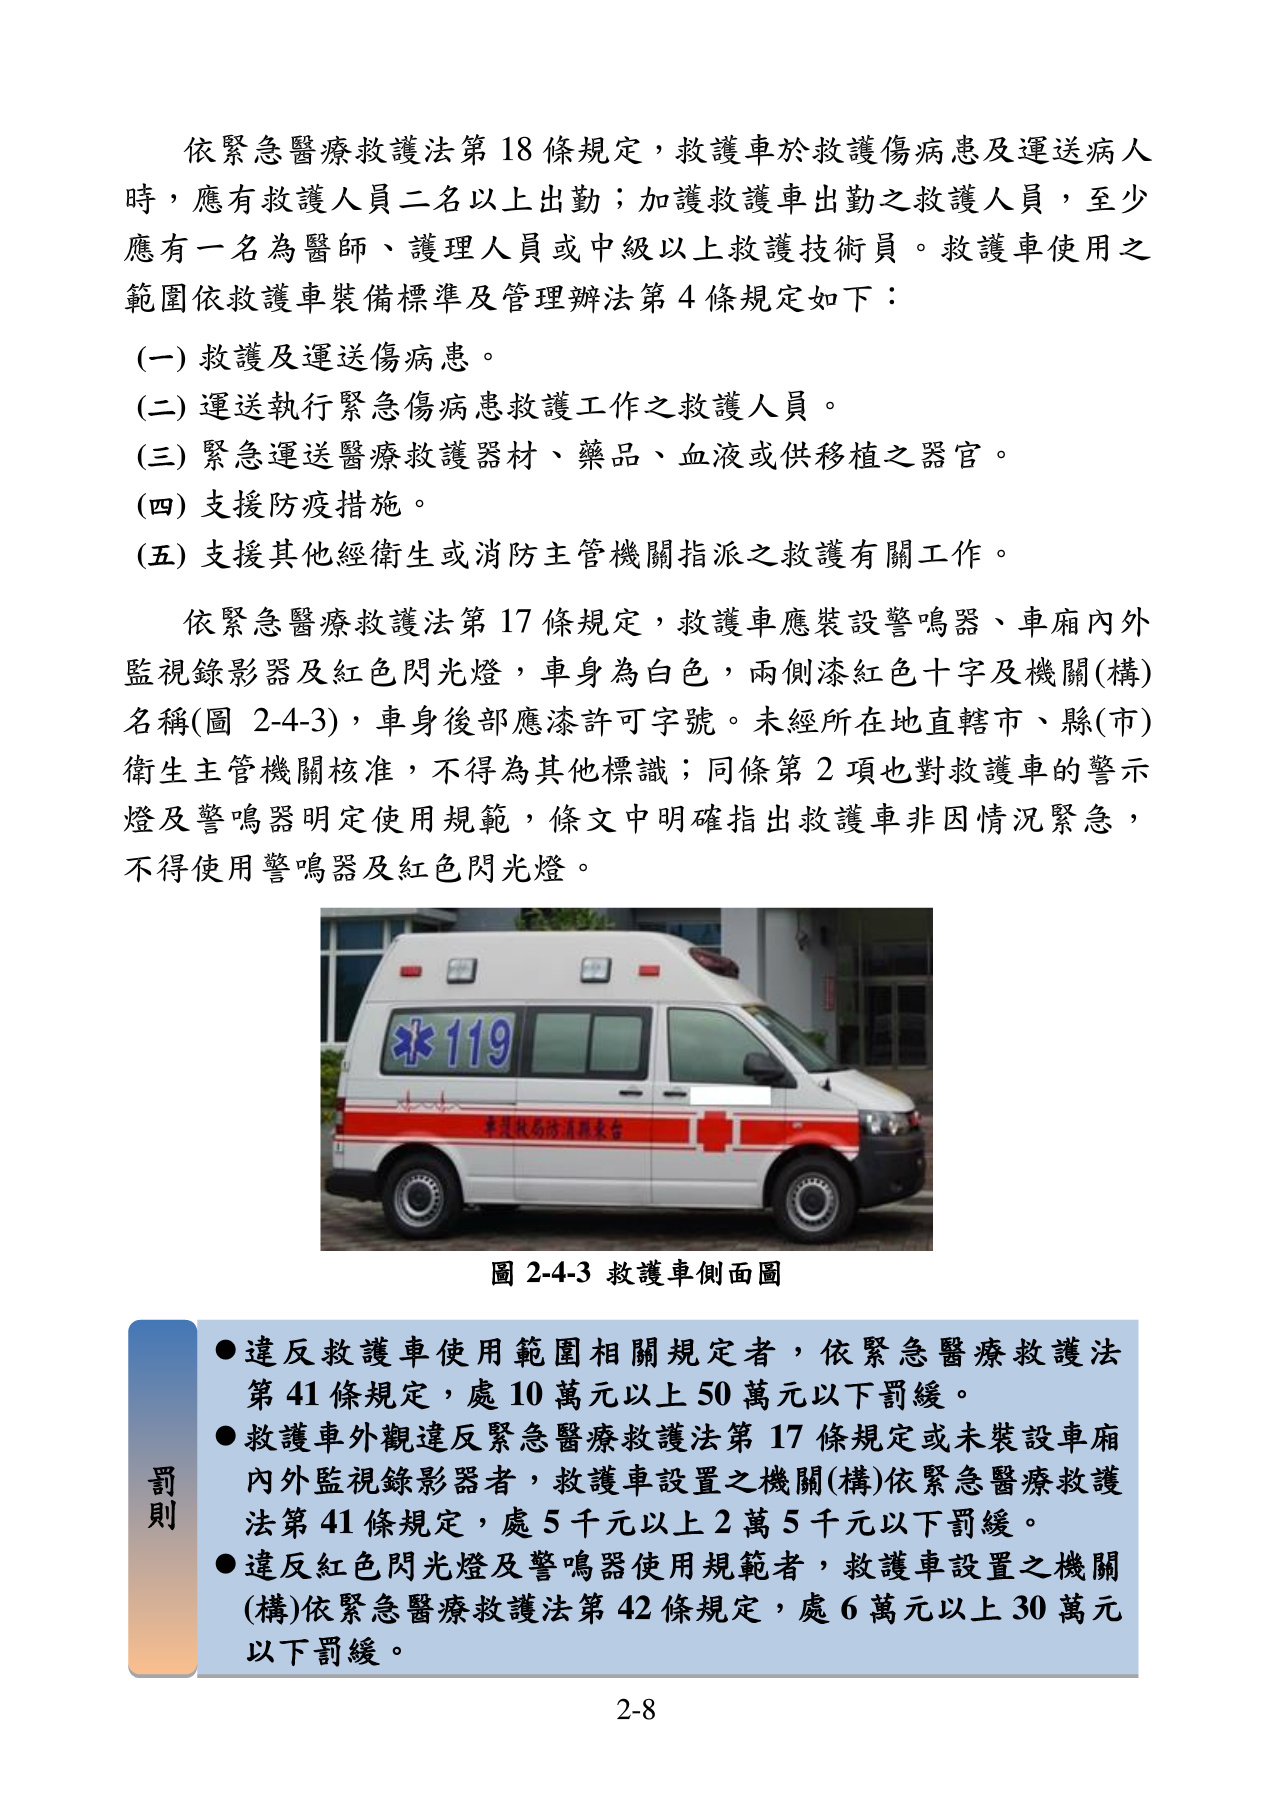 依緊急醫療救護法第 18 條規定，救護車於救護傷病患及運送病人
時，應有救護人員二名以上出勤；加護救護車出勤之救護人員，至少
應有一名為醫師、護理人員或中級以上救護技術員。救護車使用之
範圍依救護車裝備標準及管理辦法第 4 條規定如下：
(一) 救護及運送傷病患。
(二) 運送執行緊急傷病患救護工作之救護人員。
(三) 緊急運送醫療救護器材、藥品、血液或供移植之器官。
(四) 支援防疫措施。
(五) 支援其他經衛生或消防主管機關指派之救護有關工作。
依緊急醫療救護法第 17 條規定，救護車應裝設警鳴器、車廂內外
監視錄影器及紅色閃光燈，車身為白色，兩側漆紅色十字及機關(構)
名稱(圖 2-4-3)，車身後部應漆許可字號。未經所在地直轄市、縣(市)
衛生主管機關核准，不得為其他標識；同條第 2 項也對救護車的警示
燈及警鳴器明定使用規範，條文中明確指出救護車非因情況緊急，
不得使用警鳴器及紅色閃光燈。
119
車護救局防消縣東台
圖 2-4-3 救護車側面圖
罰則
●違反救護車使用範圍相關規定者，依緊急醫療救護法
第 41 條規定，處 10 萬元以上 50 萬元以下罰緩。
●救護車外觀違反緊急醫療救護法第 17 條規定或未裝設車廂
內外監視錄影器者，救護車設置之機關(構)依緊急醫療救護
法第 41 條規定，處 5 千元以上 2 萬 5 千元以下罰緩。
●違反紅色閃光燈及警鳴器使用規範者，救護車設置之機關
(構)依緊急醫療救護法第 42 條規定，處 6 萬元以上 30 萬元
以下罰緩。
2-8